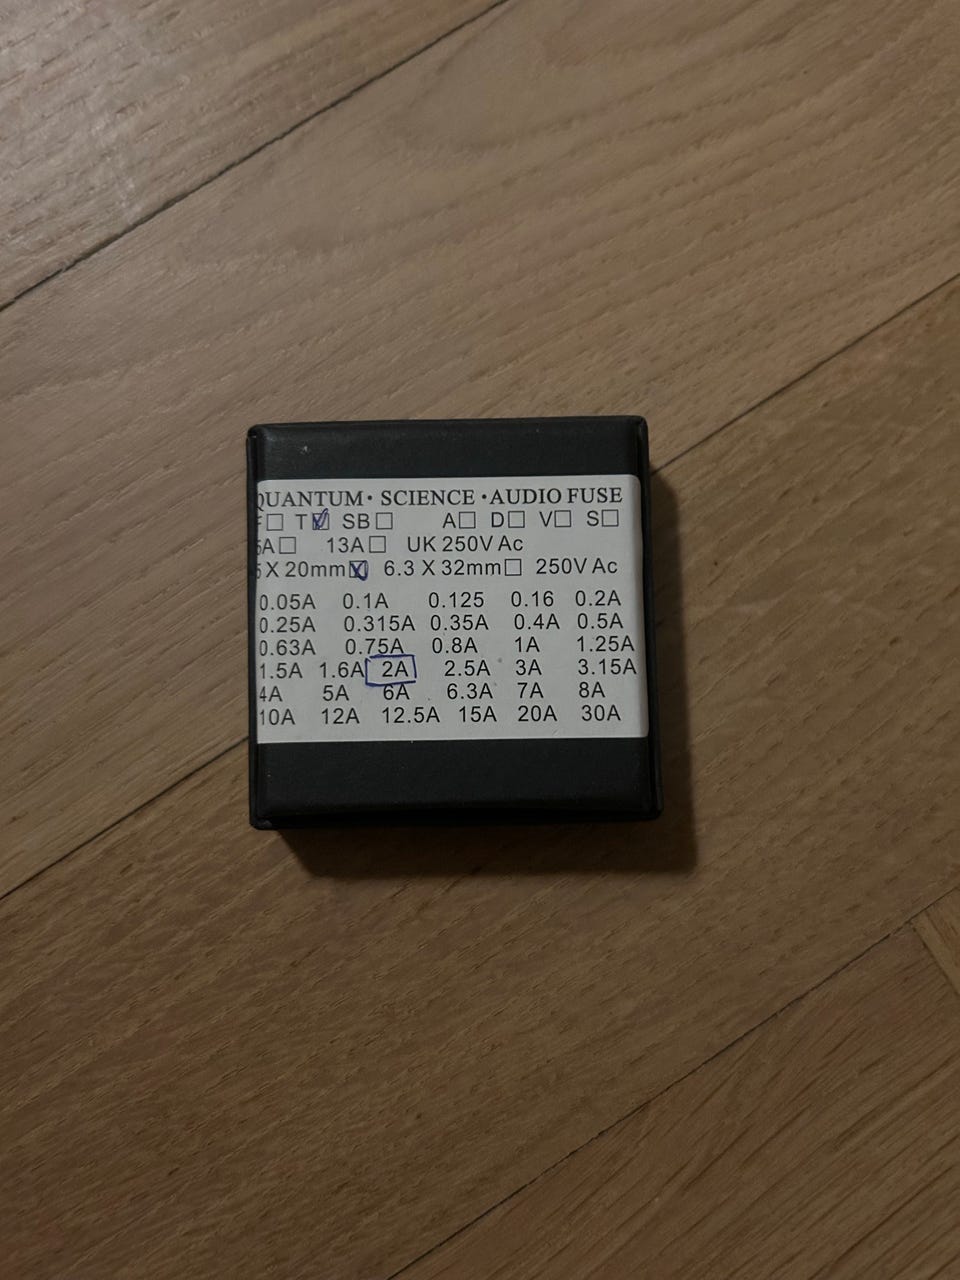 QUANTUM · SCIENCE · AUDIO FUSE
F☐ T☑ SB☐ A☐ D☐ V☐ S☐
5A☐ 13A☐ UK 250V Ac
5 X 20mm☒ 6.3 X 32mm☐ 250V Ac
0.05A 0.1A 0.125 0.16 0.2A
0.25A 0.315A 0.35A 0.4A 0.5A
0.63A 0.75A 0.8A 1A 1.25A
1.5A 1.6A 2A 2.5A 3A 3.15A
4A 5A 6A 6.3A 7A 8A
10A 12A 12.5A 15A 20A 30A